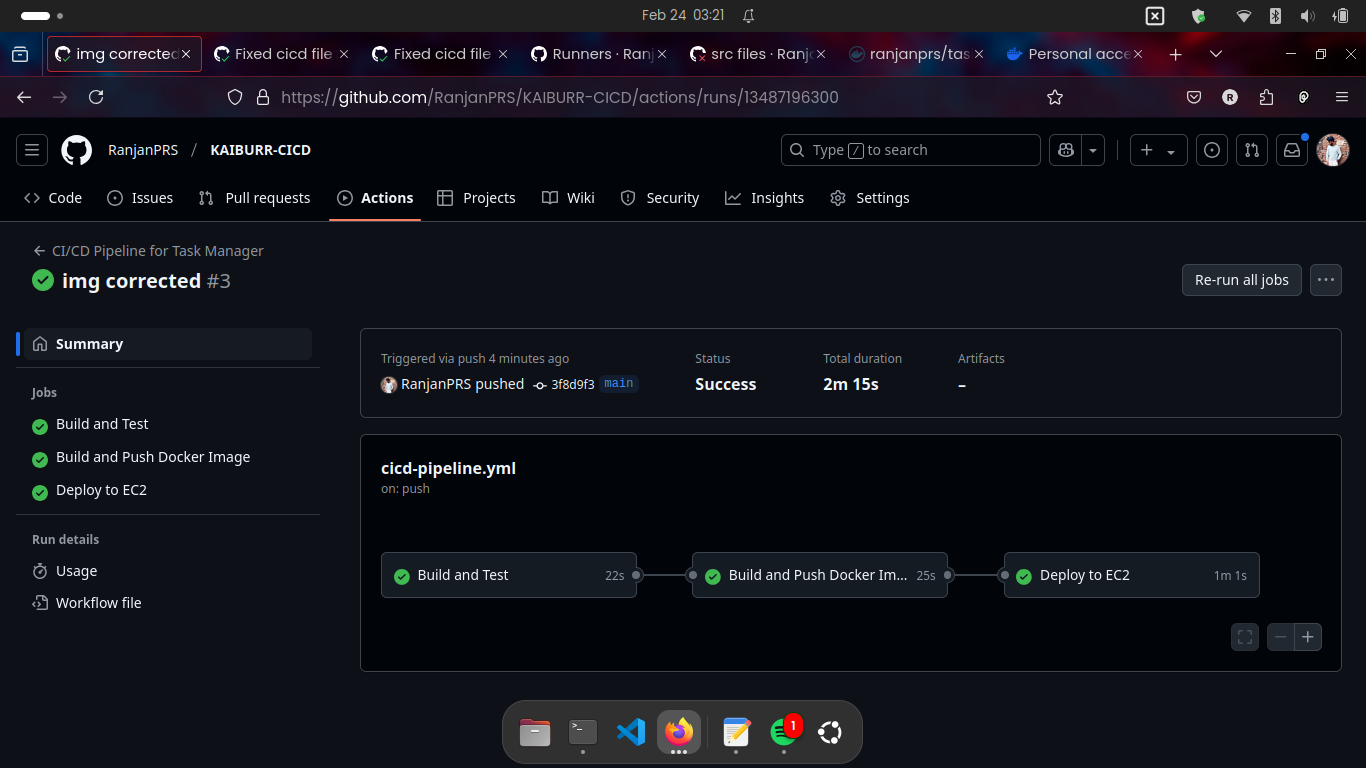 Feb 24 03:21
img corrected
Fixed cicd file
Fixed cicd file
Runners · Ranj
src files · Ranj
ranjanprs/tas
Personal acce
https://github.com/RanjanPRS/KAIBURR-CICD/actions/runs/13487196300
R
RanjanPRS / KAIBURR-CICD
Type / to search
Code
Issues
Pull requests
Actions
Projects
Wiki
Security
Insights
Settings
CI/CD Pipeline for Task Manager
img corrected #3
Re-run all jobs
Summary
Jobs
Build and Test
Build and Push Docker Image
Deploy to EC2
Run details
Usage
Workflow file
Triggered via push 4 minutes ago
RanjanPRS pushed 3f8d9f3 main
Status
Success
Total duration
2m 15s
Artifacts
–
cicd-pipeline.yml
on: push
Build and Test 22s
Build and Push Docker Im... 25s
Deploy to EC2 1m 1s
1